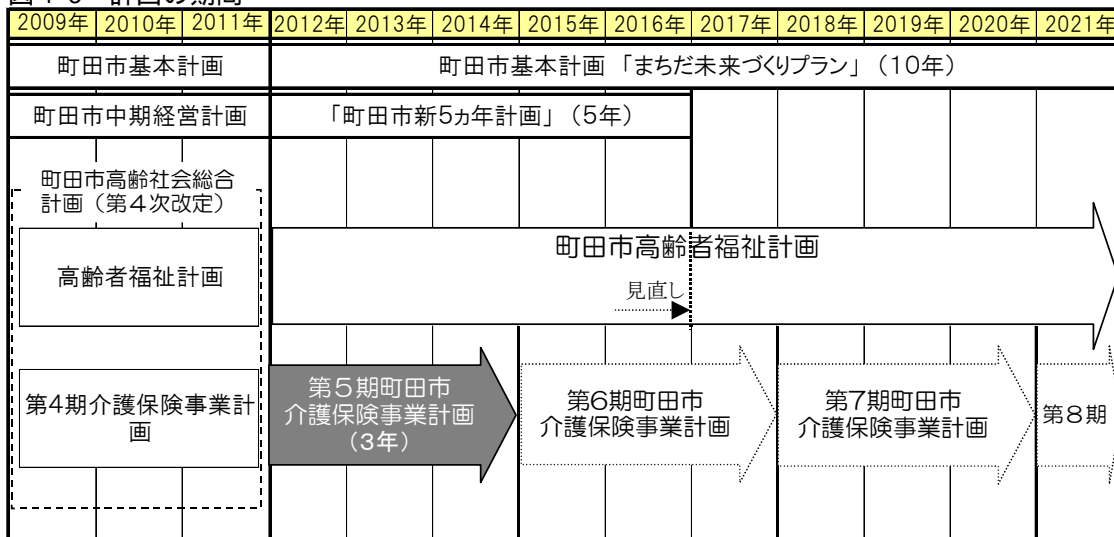 2009年 2010年 2011年 2012年 2013年 2014年 2015年 2016年 2017年 2018年 2019年 2020年 2021年
町田市基本計画
町田市基本計画 「まちだ未来づくりプラン」（10年）
町田市中期経営計画
「町田市新5ヵ年計画」（5年）
町田市高齢社会総合
計画（第4次改定）
高齢者福祉計画
町田市高齢者福祉計画
見直し
第4期介護保険事業計
画
第5期町田市
介護保険事業計画
（3年）
第6期町田市
介護保険事業計画
第7期町田市
介護保険事業計画
第8期